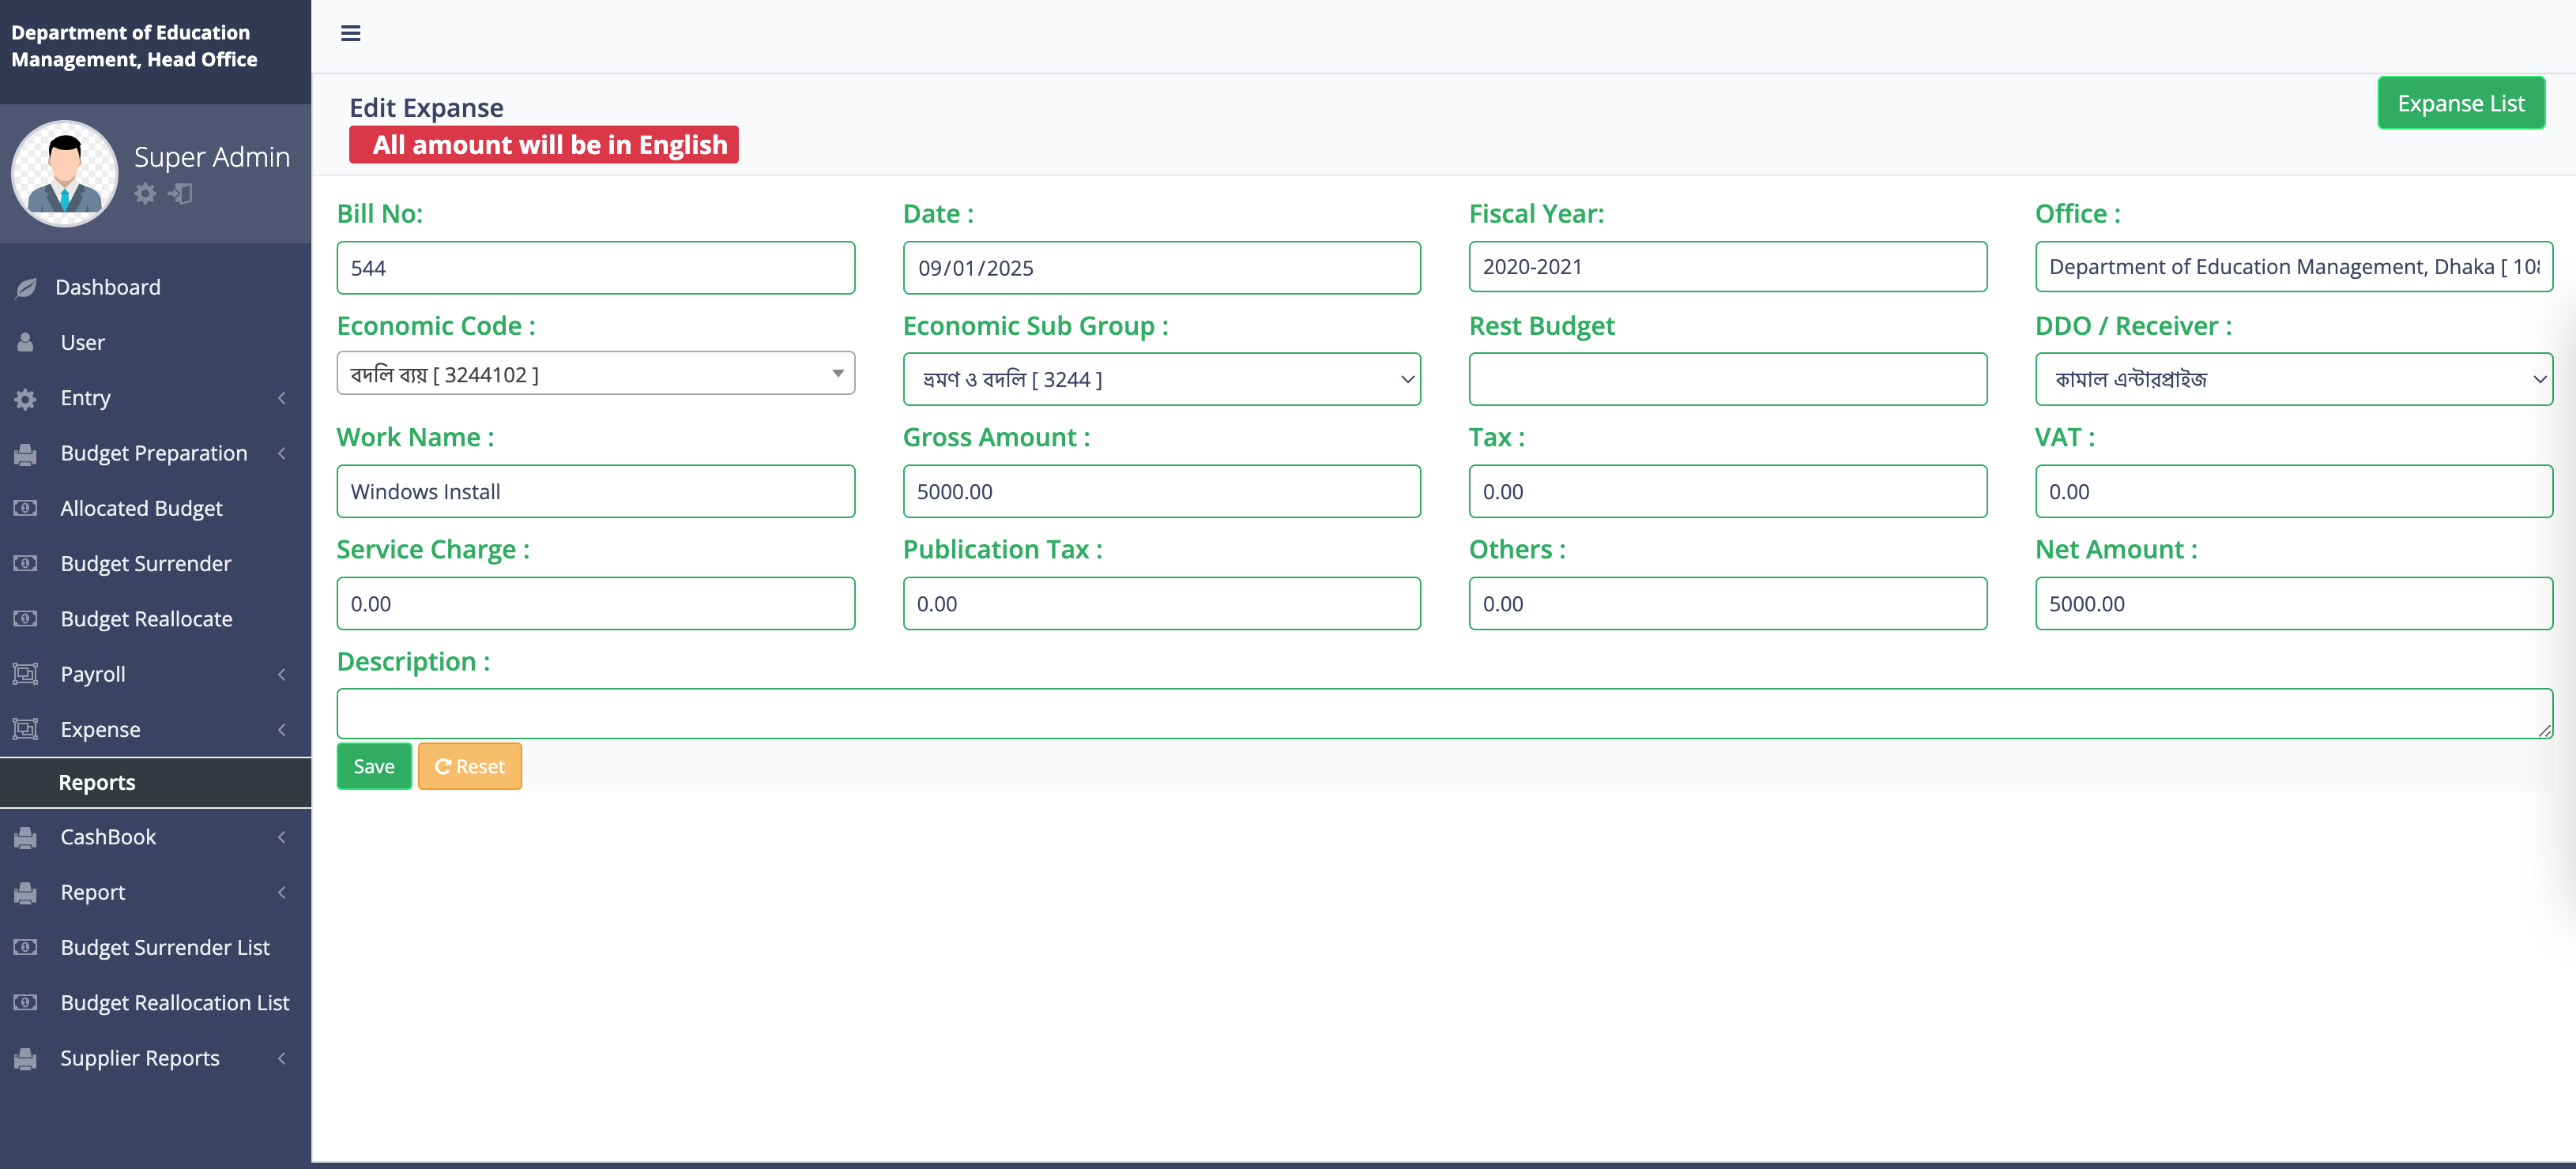 Department of Education
Management, Head Office
Super Admin
Dashboard
User
Entry
Budget Preparation
Allocated Budget
Budget Surrender
Budget Reallocate
Payroll
Expense
Reports
CashBook
Report
Budget Surrender List
Budget Reallocation List
Supplier Reports
Edit Expanse
All amount will be in English
Expanse List
Bill No: Date : Fiscal Year: Office :
544 09/01/2025 2020-2021 Department of Education Management, Dhaka [ 10
Economic Code : Economic Sub Group : Rest Budget DDO / Receiver :
বদলি ব্যয় [ 3244102 ] ভ্রমণ ও বদলি [ 3244 ] কামাল এন্টারপ্রাইজ
Work Name : Gross Amount : Tax : VAT :
Windows Install 5000.00 0.00 0.00
Service Charge : Publication Tax : Others : Net Amount :
0.00 0.00 0.00 5000.00
Description :
Save Reset